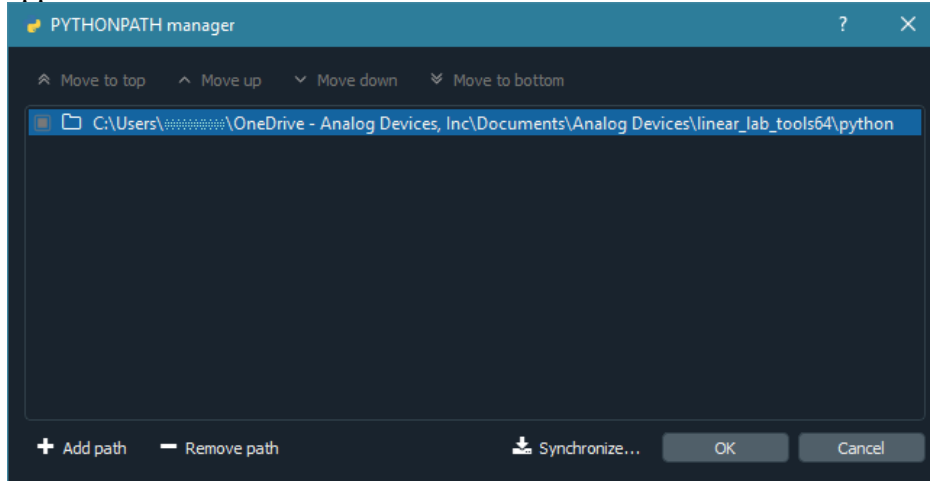 PYTHONPATH manager ?
Move to top Move up Move down Move to bottom
C:\Users\ \OneDrive - Analog Devices, Inc\Documents\Analog Devices\linear_lab_tools64\python
Add path Remove path Synchronize... OK Cancel